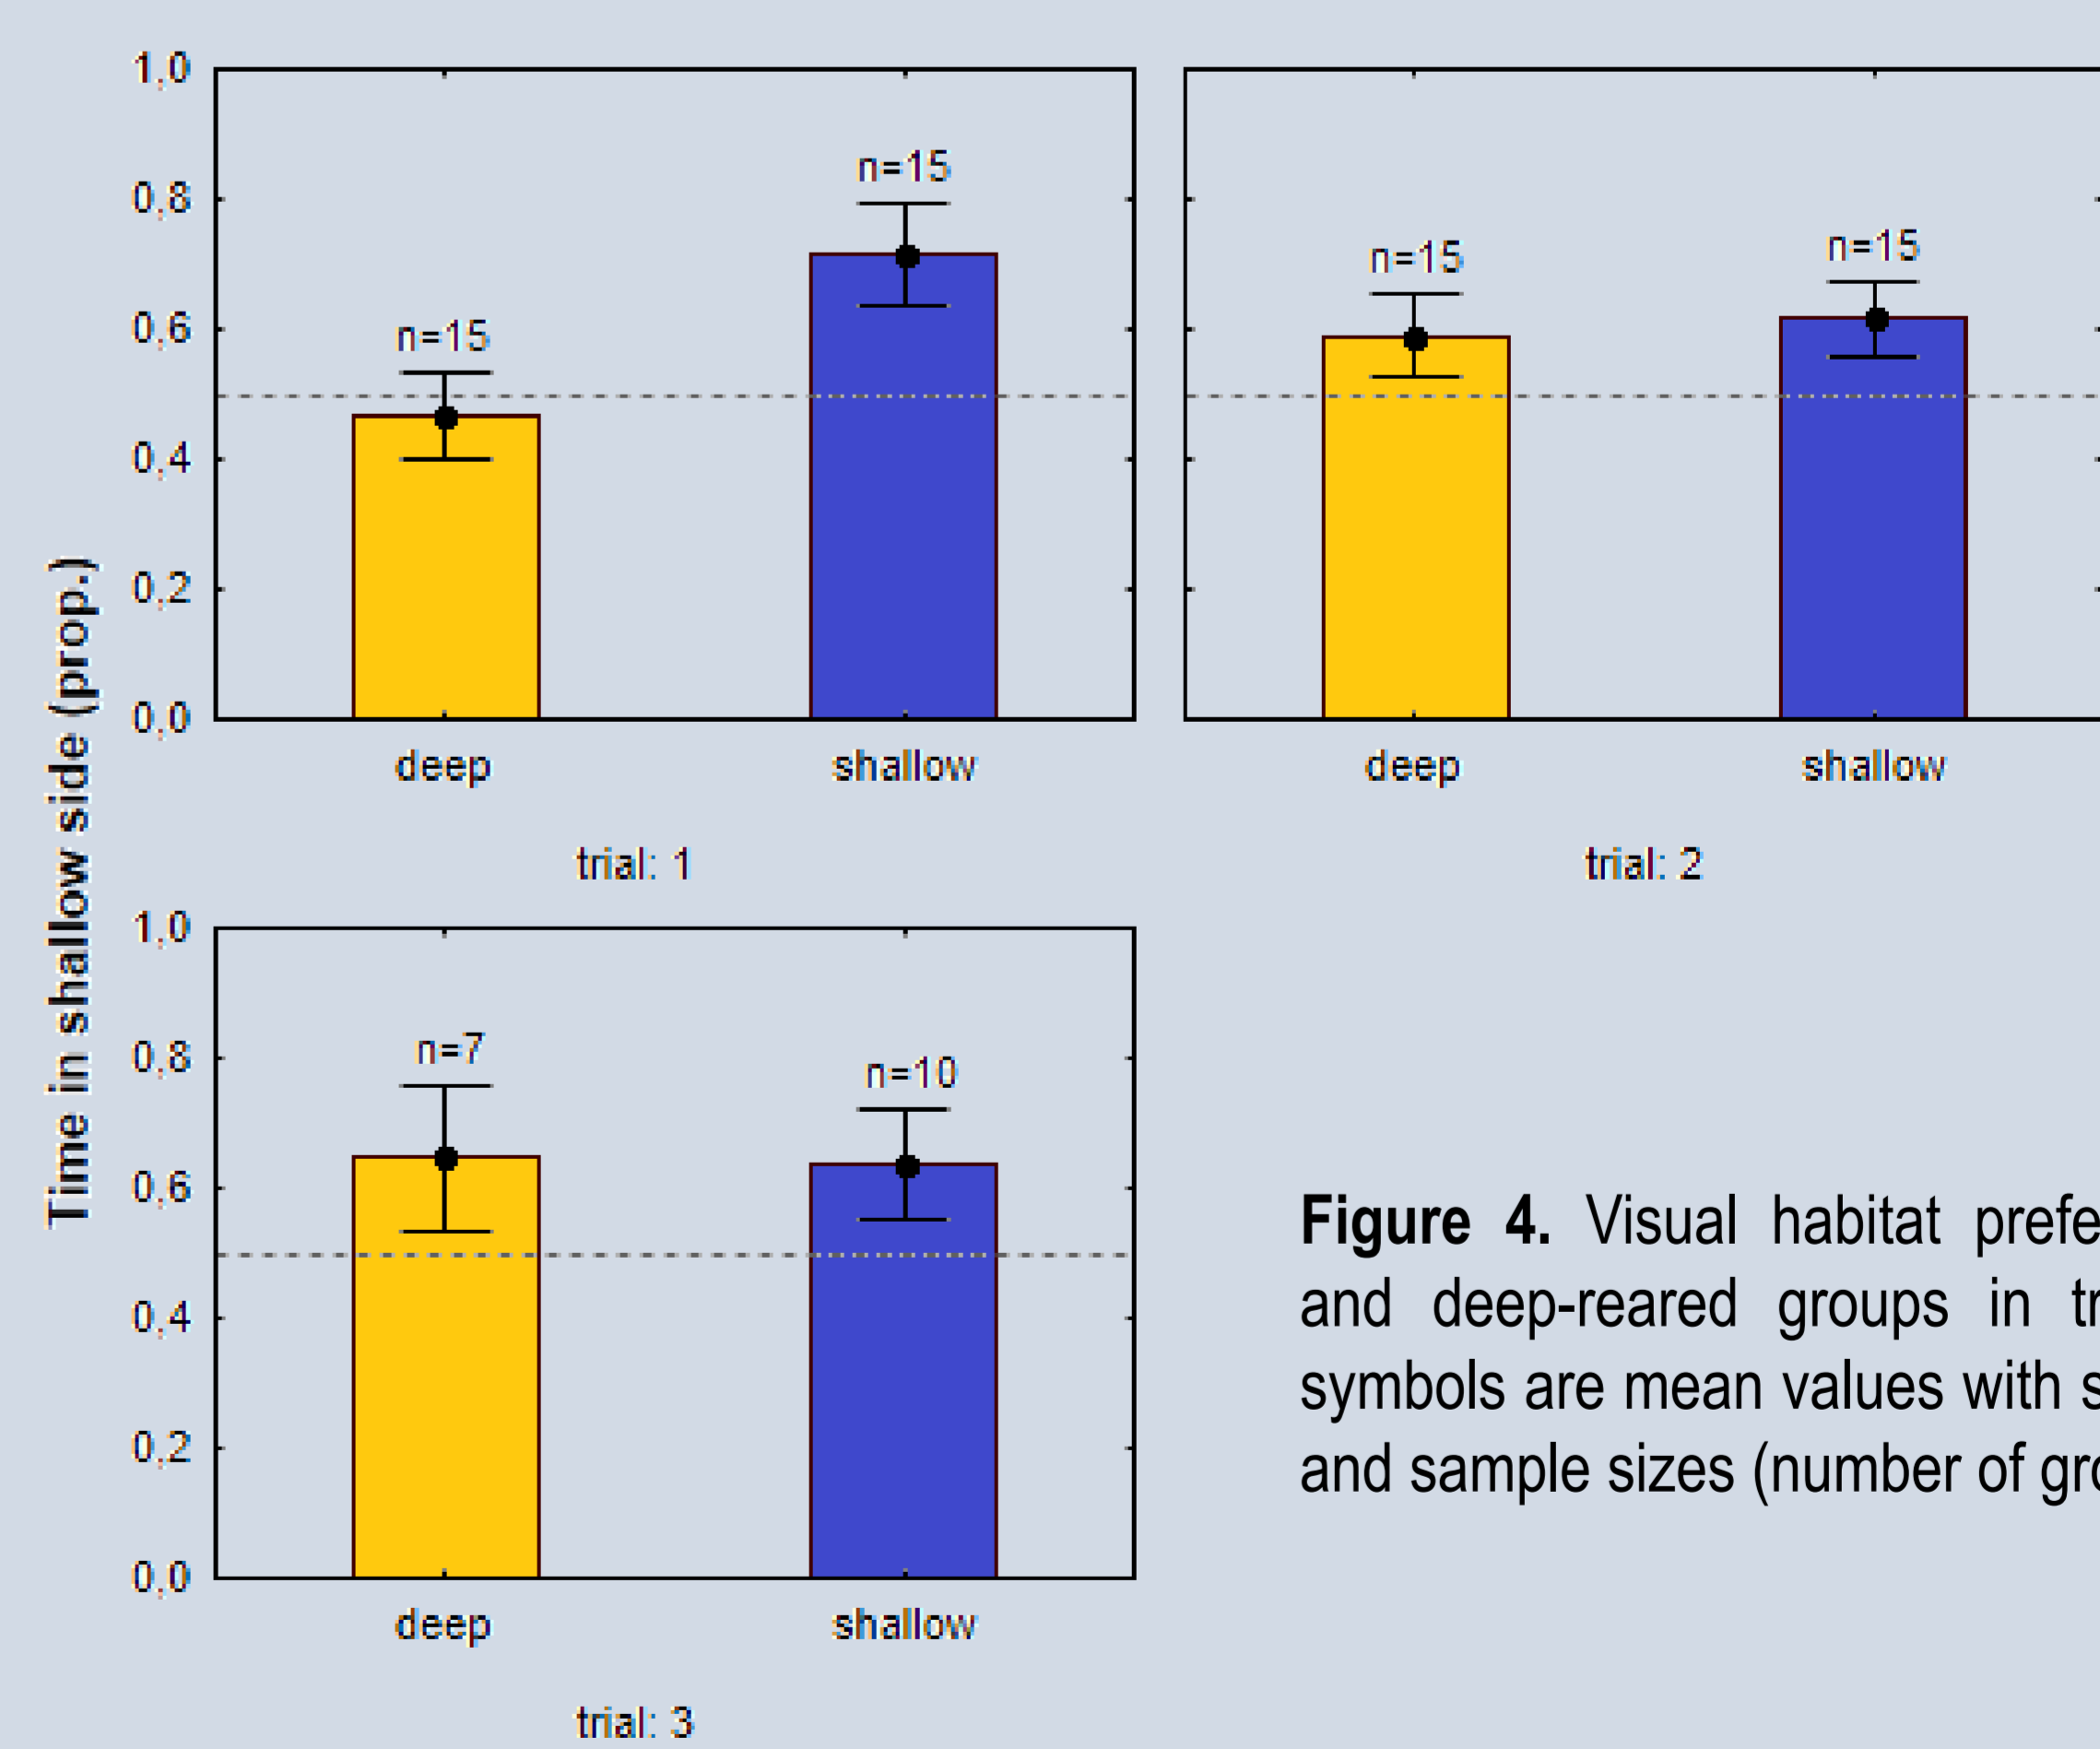 Time in shallow side (prop.)
1,0
0,8
0,6
0,4
0,2
0,0
n=15
n=15
deep
shallow
trial: 1
n=15
n=15
deep
shallow
trial: 2
1,0
0,8
0,6
0,4
0,2
0,0
n=7
n=10
deep
shallow
trial: 3
Figure 4. Visual habitat
and deep-reared groups in
symbols are mean values with
and sample sizes (number of